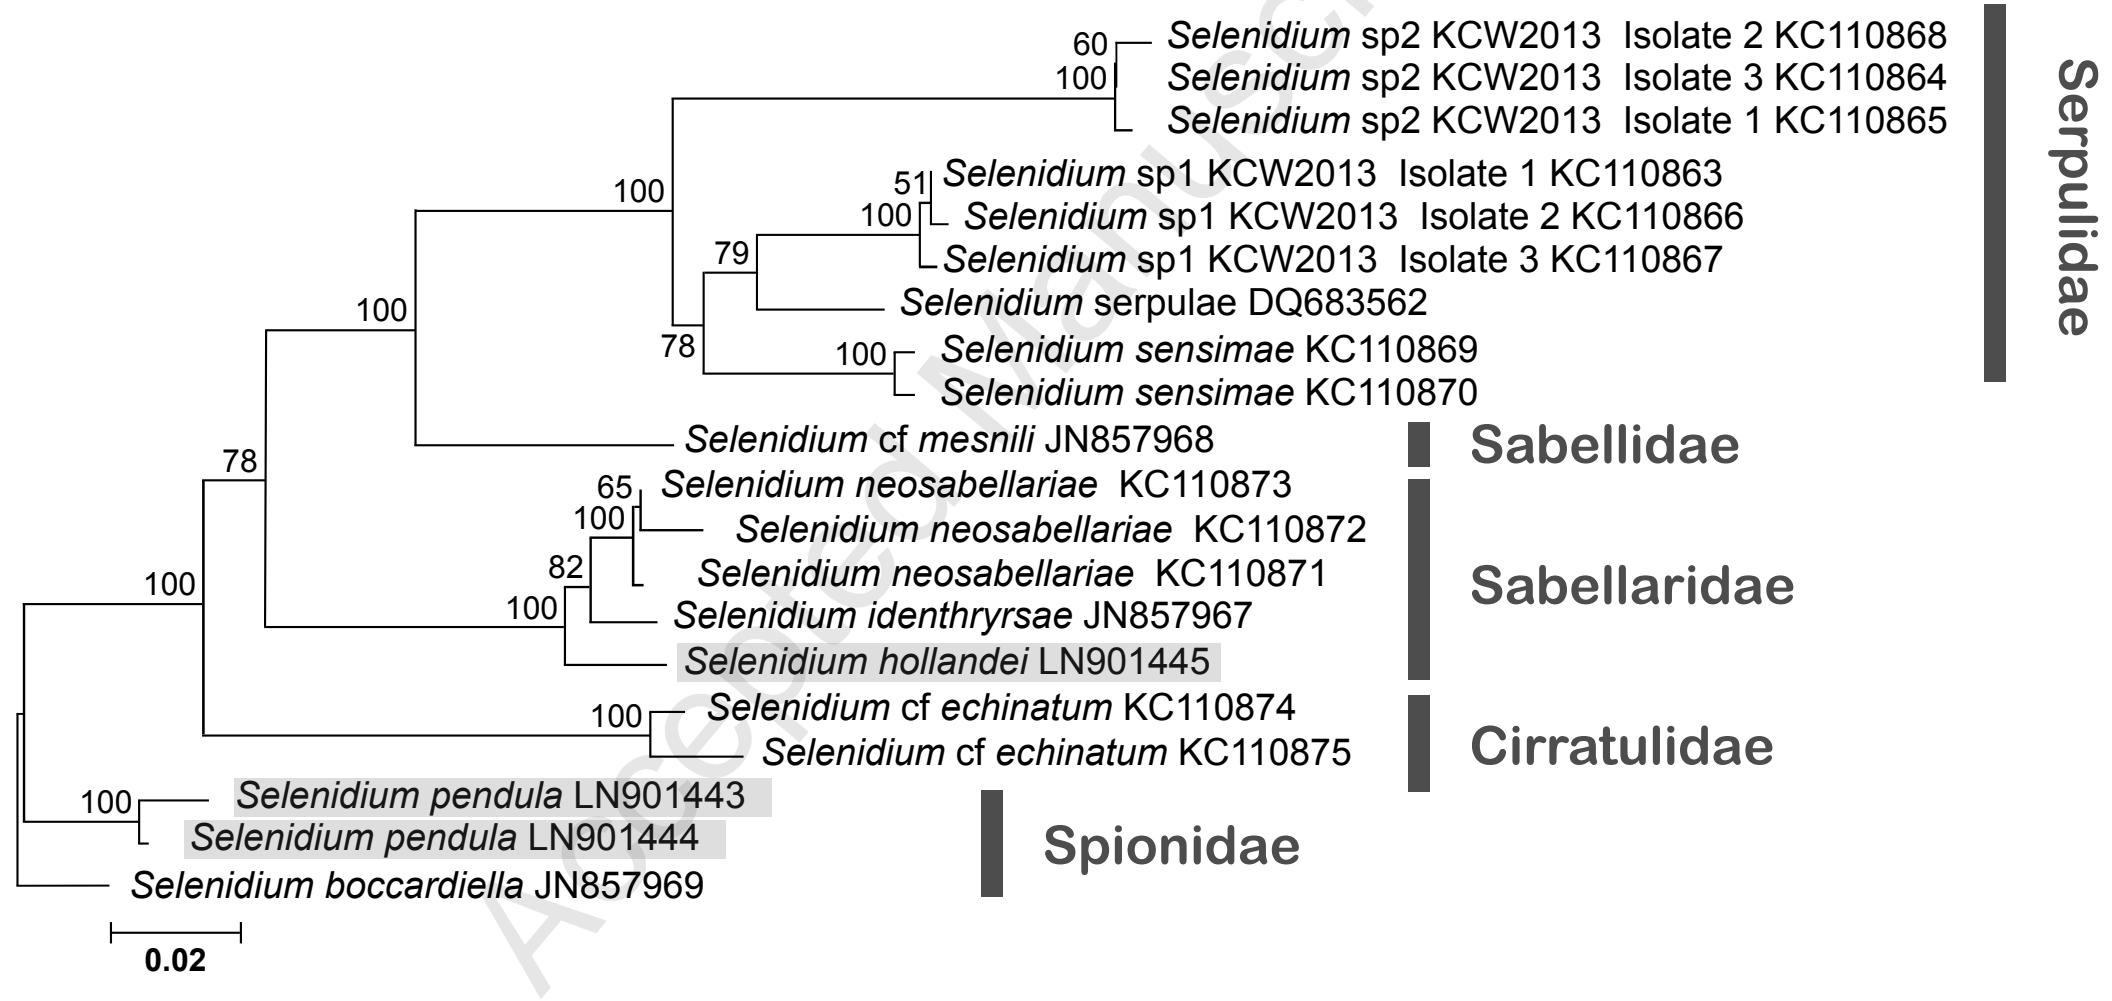 60
Selenidium sp2 KCW2013 Isolate 2 KC110868
100
Selenidium sp2 KCW2013 Isolate 3 KC110864
Selenidium sp2 KCW2013 Isolate 1 KC110865
Serpulidae
51
Selenidium sp1 KCW2013 Isolate 1 KC110863
100
100
Selenidium sp1 KCW2013 Isolate 2 KC110866
79
Selenidium sp1 KCW2013 Isolate 3 KC110867
100
Selenidium serpulae DQ683562
78
100
Selenidium sensimae KC110869
Selenidium sensimae KC110870
Selenidium cf mesnili JN857968
Sabellidae
78
65
Selenidium neosabellariae KC110873
100
Selenidium neosabellariae KC110872
82
Selenidium neosabellariae KC110871
Sabellaridae
100
100
Selenidium identhryrsae JN857967
Selenidium hollandei LN901445
100
Selenidium cf echinatum KC110874
Selenidium cf echinatum KC110875
Cirratulidae
100
Selenidium pendula LN901443
Selenidium pendula LN901444
Spionidae
Selenidium boccardiella JN857969
0.02
Accepted Manusc